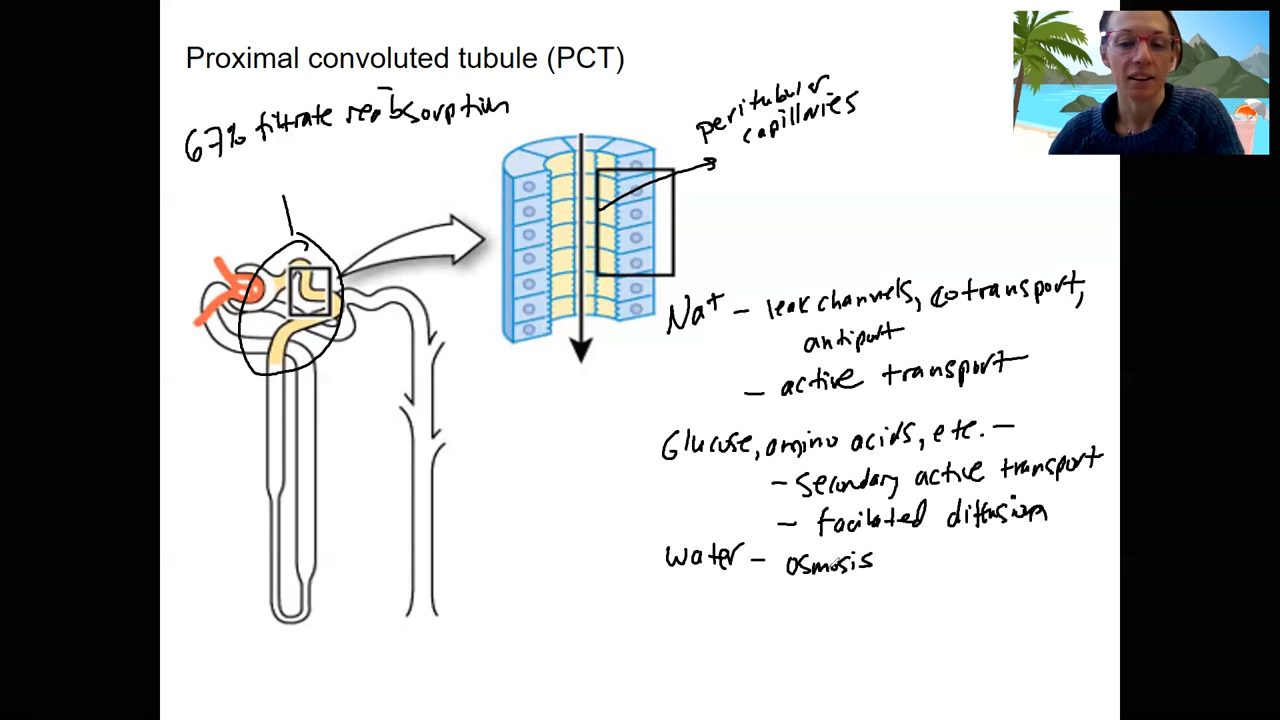 Proximal convoluted tubule (PCT)
67% filtrate reabsorption
peritubular
capillaries
Na+ - leak channels, cotransport,
antiport
- active transport
Glucose, amino acids, etc. -
- Secondary active transport
- facilated diffusion
Water - osmosis